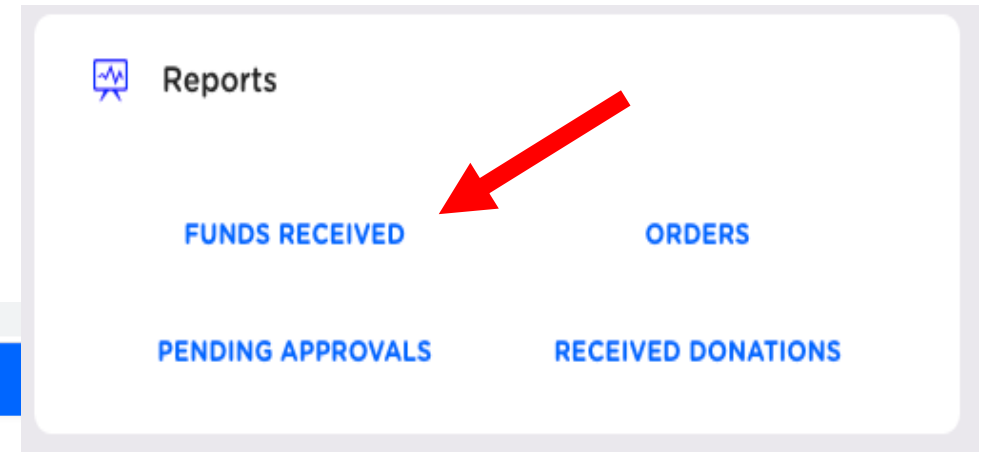 Reports
FUNDS RECEIVED
ORDERS
PENDING APPROVALS
RECEIVED DONATIONS